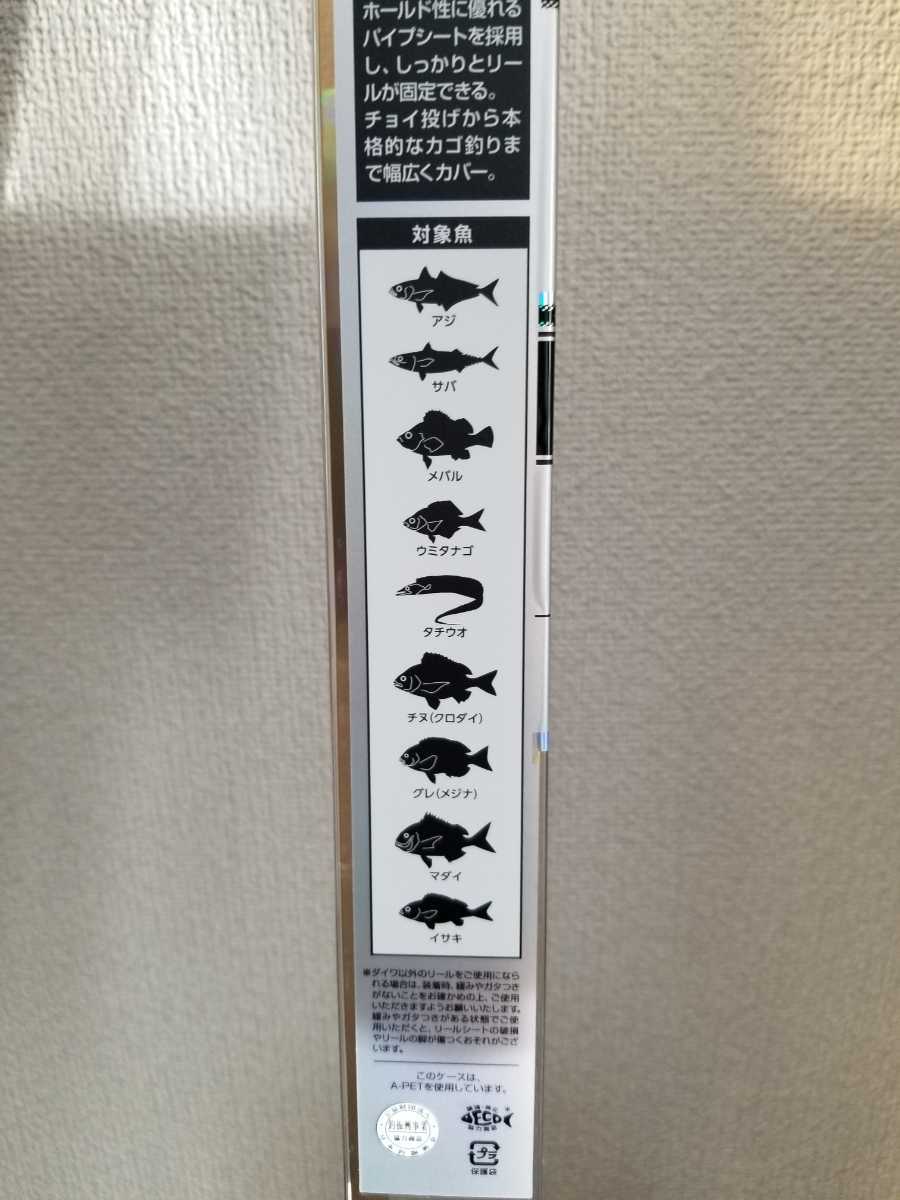 ホールド性に優れる
パイプシートを採用
し、しっかりとリー
ルが固定できる。
チョイ投げから本
格的なカゴ釣りま
で幅広くカバー。
対象魚
アジ
サバ
メバル
ウミタナゴ
タチウオ
チヌ(クロダイ)
グレ(メジナ)
マダイ
イサキ
※ダイワ以外のリールをご使用になら
れる場合は、装着時、緩みやガタつき
がないことをお確かめの上、ご使用
いただきますようお願いいたします。
緩みやガタつきがある状態でご使
用いただくと、リールシートの破損
やリールの脚が傷つくおそれがござ
います。
このケースは、
A-PETを使用しています。
ECO
プラ
保護袋